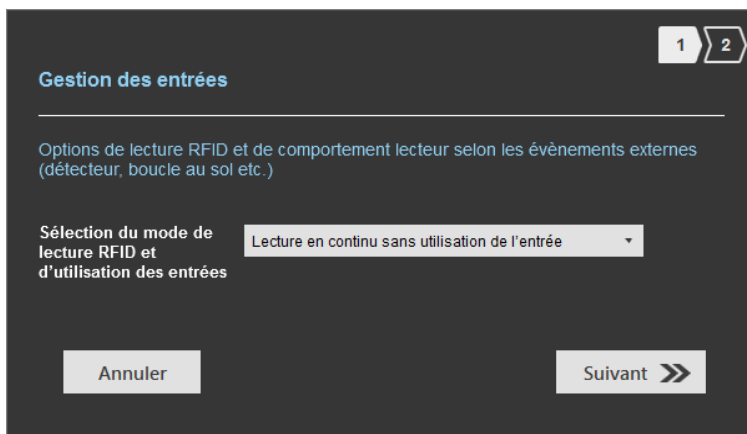 1 2
Gestion des entrées
Options de lecture RFID et de comportement lecteur selon les évènements externes
(détecteur, boucle au sol etc.)
Sélection du mode de
lecture RFID et
d'utilisation des entrées
Lecture en continu sans utilisation de l'entrée
Annuler
Suivant